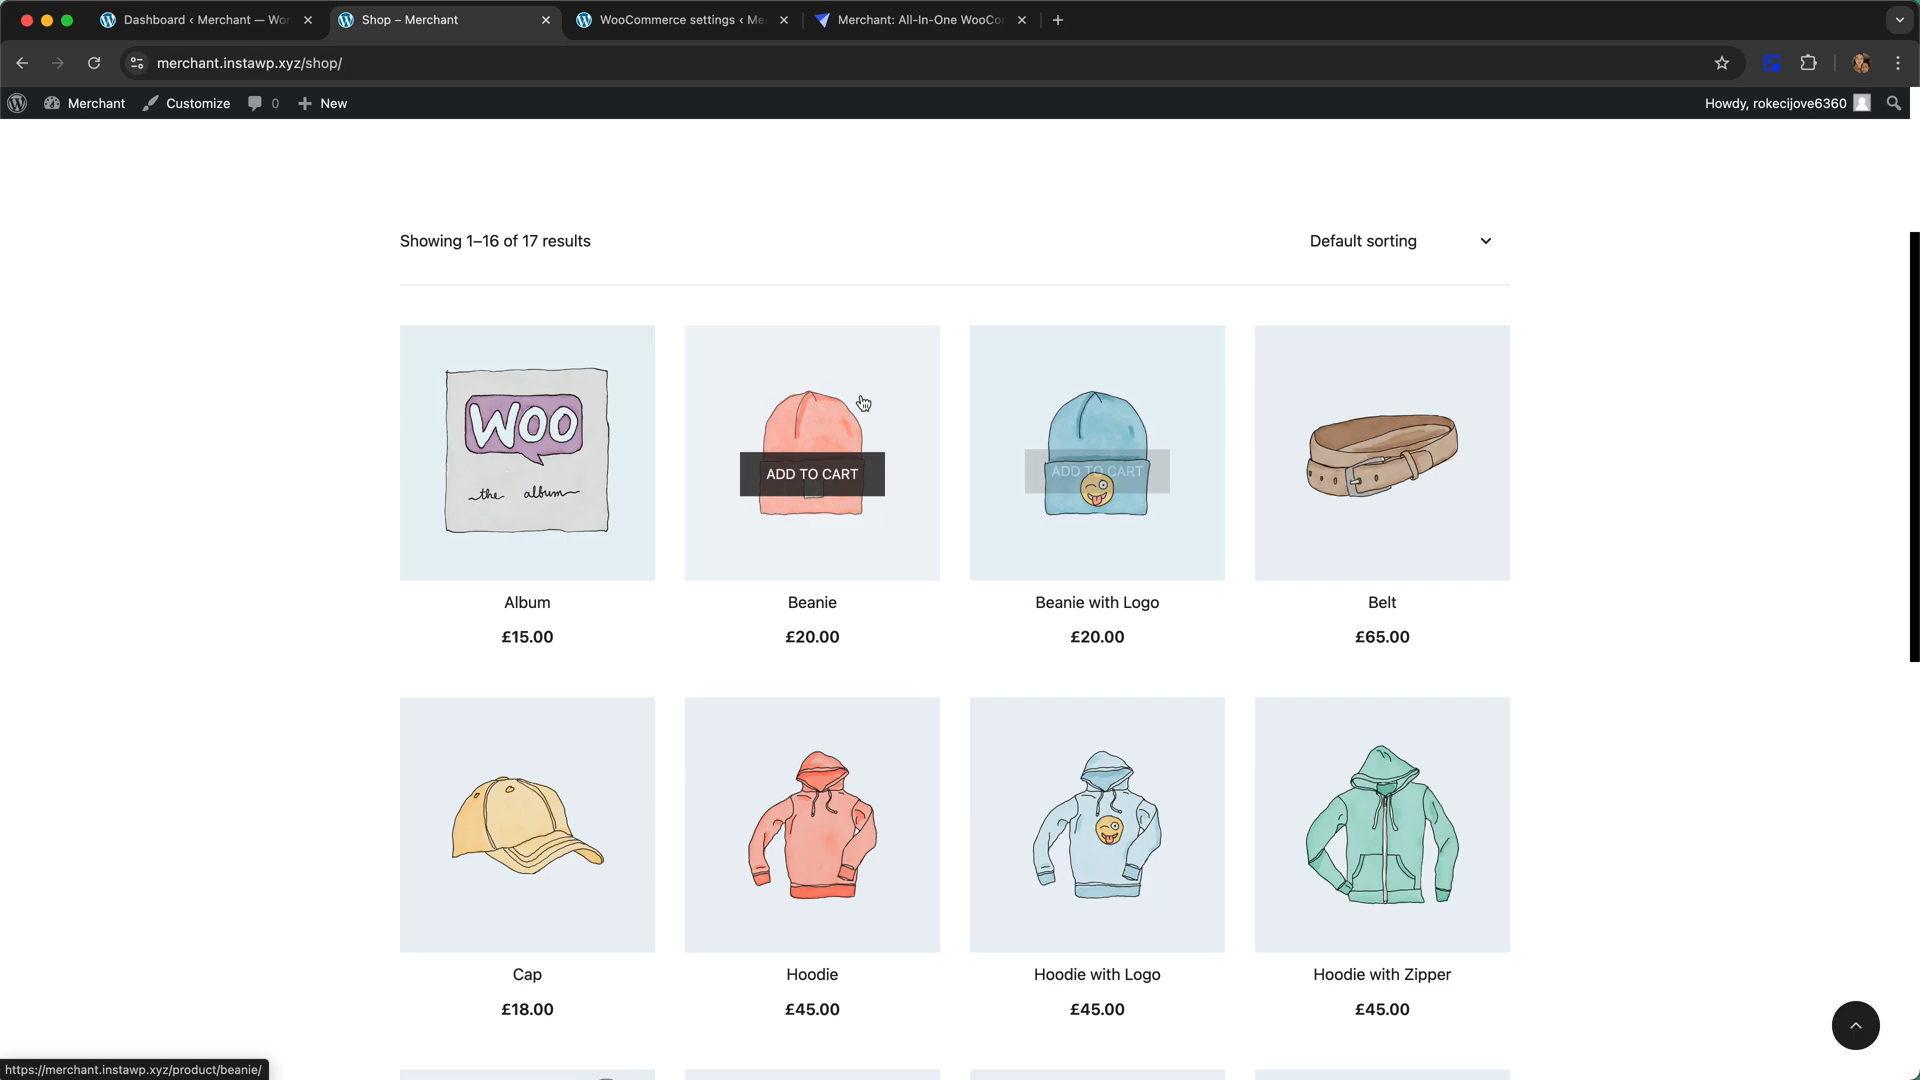 Dashboard ‹ Merchant — Wor
Shop – Merchant
WooCommerce settings ‹ Me
Merchant: All-In-One WooCo
merchant.instawp.xyz/shop/
Merchant
Customize
0
New
Howdy, rokecijove6360
Showing 1–16 of 17 results
Default sorting
WOO
the album
ADD TO CART
ADD TO CART
Album
Beanie
Beanie with Logo
Belt
£15.00
£20.00
£20.00
£65.00
Cap
Hoodie
Hoodie with Logo
Hoodie with Zipper
£18.00
£45.00
£45.00
£45.00
https://merchant.instawp.xyz/product/beanie/